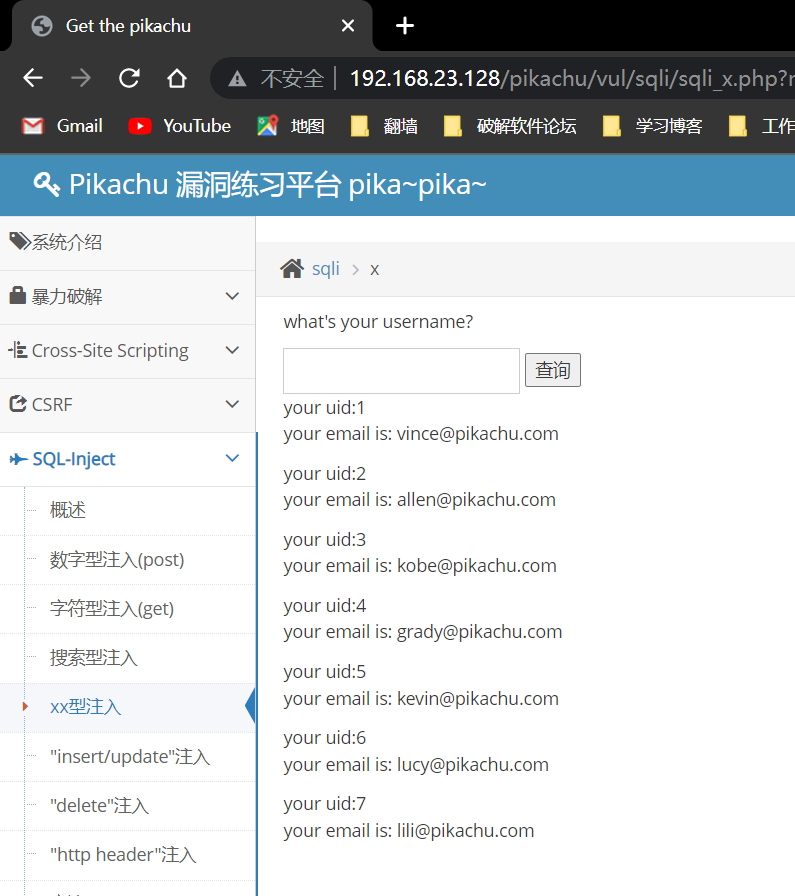 Get the pikachu
不安全 192.168.23.128/pikachu/vul/sqli/sqli_x.php?
Gmail YouTube 地图 翻墙 破解软件论坛 学习博客 工作
Pikachu 漏洞练习平台 pika~pika~
系统介绍
暴力破解
Cross-Site Scripting
CSRF
SQL-Inject
概述
数字型注入(post)
字符型注入(get)
搜索型注入
xx型注入
"insert/update"注入
"delete"注入
"http header"注入
sqli > x
what's your username?
查询
your uid:1
your email is: vince@pikachu.com
your uid:2
your email is: allen@pikachu.com
your uid:3
your email is: kobe@pikachu.com
your uid:4
your email is: grady@pikachu.com
your uid:5
your email is: kevin@pikachu.com
your uid:6
your email is: lucy@pikachu.com
your uid:7
your email is: lili@pikachu.com